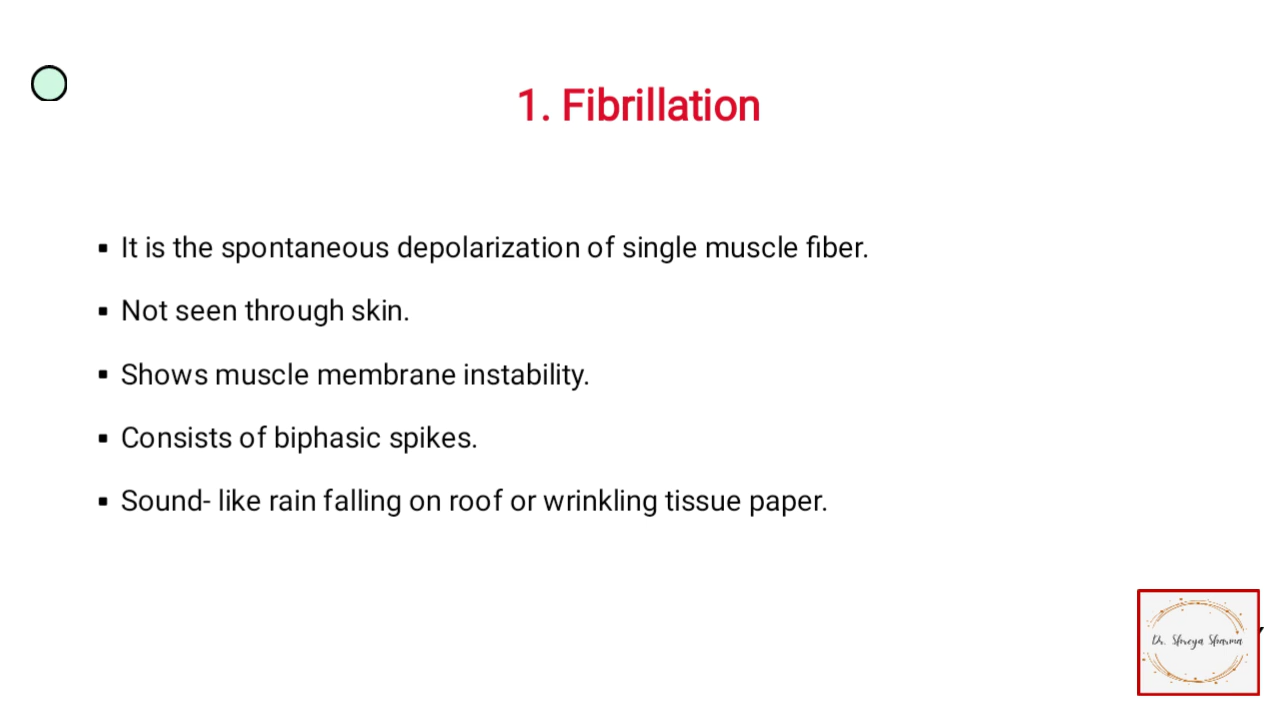 1. Fibrillation
▪ It is the spontaneous depolarization of single muscle fiber.
▪ Not seen through skin.
▪ Shows muscle membrane instability.
▪ Consists of biphasic spikes.
▪ Sound- like rain falling on roof or wrinkling tissue paper.
Dr. Shreya Sharma